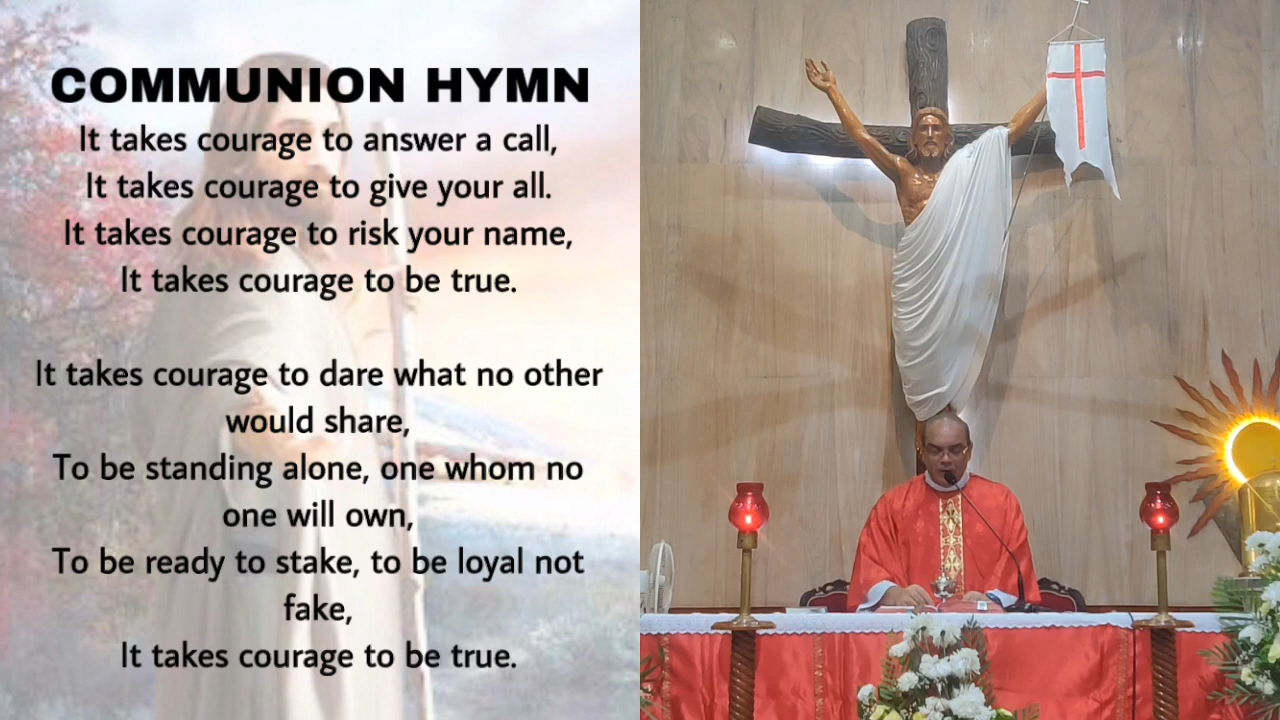 COMMUNION HYMN
It takes courage to answer a call,
It takes courage to give your all.
It takes courage to risk your name,
It takes courage to be true.
It takes courage to dare what no other
would share,
To be standing alone, one whom no
one will own,
To be ready to stake, to be loyal not
fake,
It takes courage to be true.